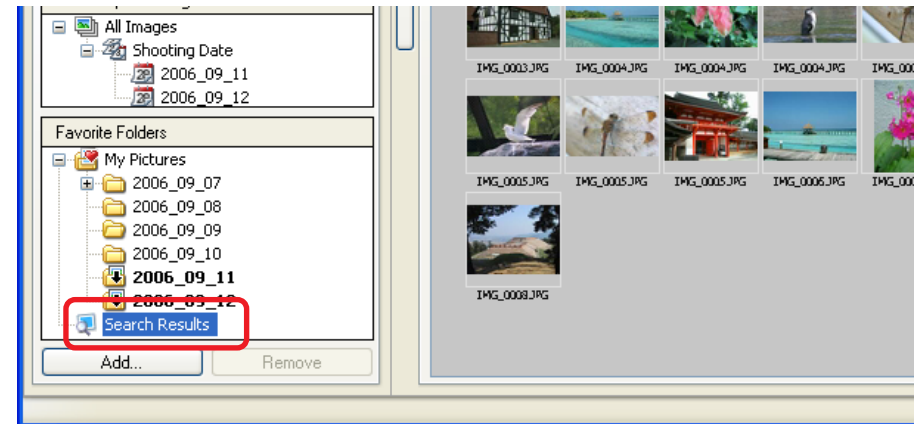 All Images
Shooting Date
2006_09_11
2006_09_12
Favorite Folders
My Pictures
2006_09_07
2006_09_08
2006_09_09
2006_09_10
2006_09_11
2006_09_12
Search Results
Add...
Remove
IMG_0003.JPG IMG_0004.JPG IMG_0004.JPG IMG_0004.JPG
IMG_0005.JPG IMG_0005.JPG IMG_0005.JPG IMG_0006.JPG
IMG_0008.JPG